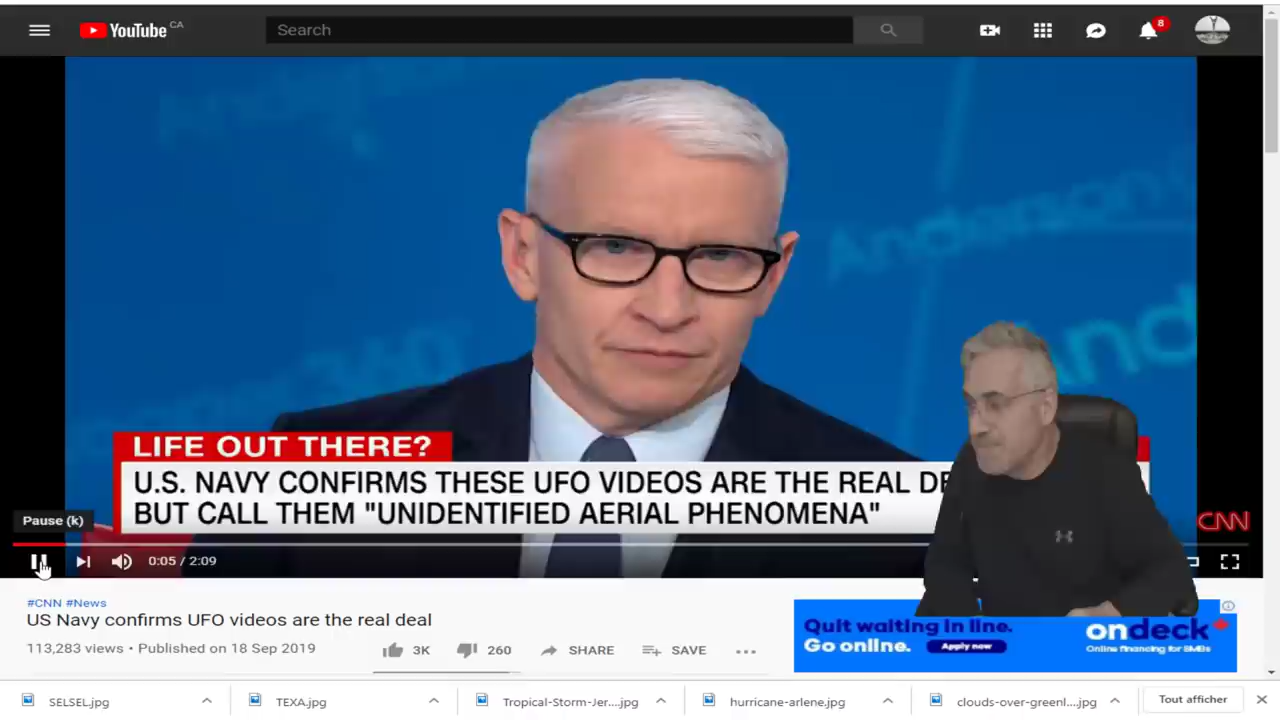 YouTube CA
Search
8
Anderson
And
LIFE OUT THERE?
U.S. NAVY CONFIRMS THESE UFO VIDEOS ARE THE REAL DE
BUT CALL THEM "UNIDENTIFIED AERIAL PHENOMENA"
CNN
Pause (k)
0:05 / 2:09
#CNN #News
US Navy confirms UFO videos are the real deal
113,283 views • Published on 18 Sep 2019
3K
260
SHARE
SAVE
Quit waiting in line.
Go online.
Apply now
ondeck
Online financing for SMBs
SELSEL.jpg
TEXA.jpg
Tropical-Storm-Jer....jpg
hurricane-arlene.jpg
clouds-over-greenl....jpg
Tout afficher